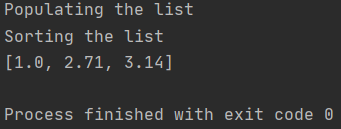 Populating the list
Sorting the list
[1.0, 2.71, 3.14]
Process finished with exit code 0